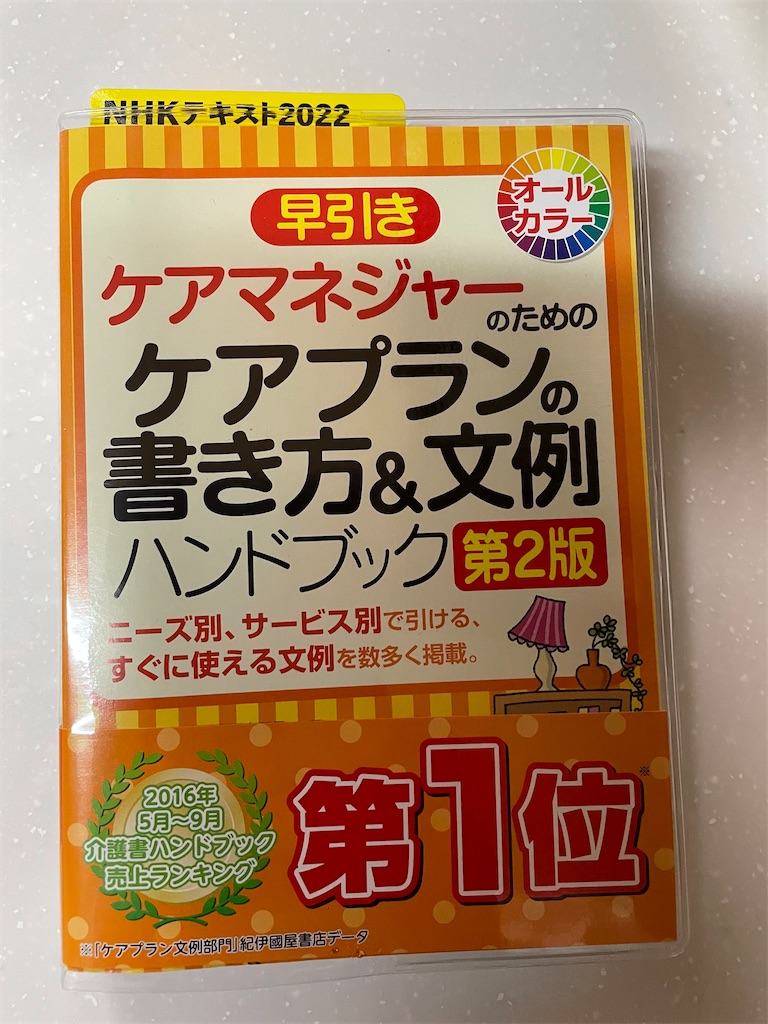 NHKテキスト2022
早引き
オール
カラー
ケアマネジャーのための
ケアプランの
書き方&文例
ハンドブック 第2版
ニーズ別、サービス別で引ける、
すぐに使える文例を数多く掲載。
2016年
5月〜9月
介護書ハンドブック
売上ランキング
第1位※
※「ケアプラン文例部門」紀伊國屋書店データ